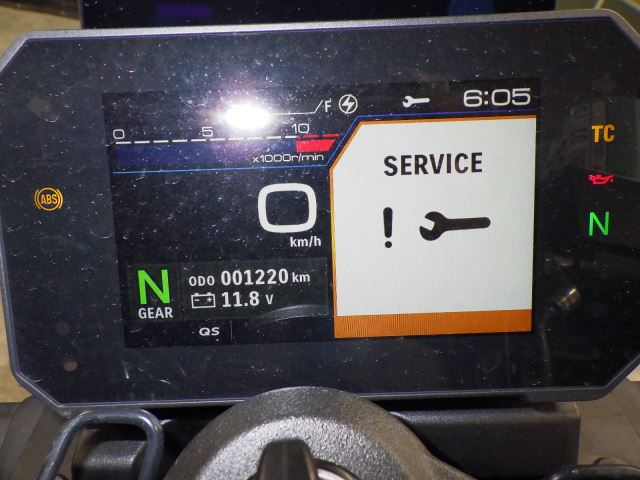 F 6:05
0 5 10
x1000r/min
SERVICE
!
ABS
TC
0
km/h
N
N
ODO 001220 km
11.8 V
GEAR
QS